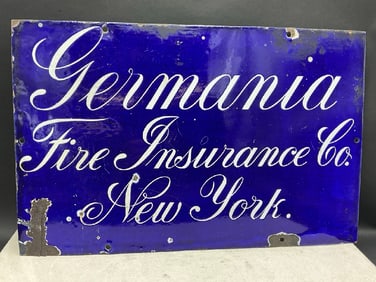 Germania
Fire Insurance Co.
New York.